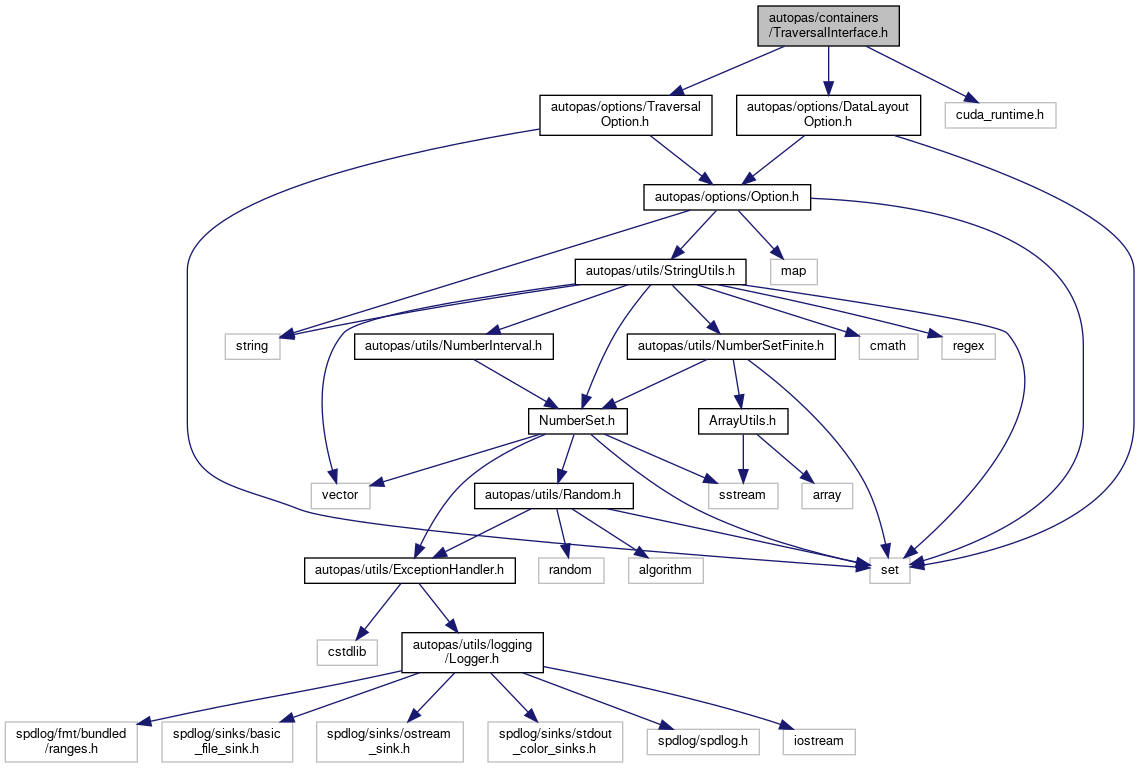 autopas/containers
/TraversalInterface.h
autopas/options/Traversal
Option.h
autopas/options/DataLayout
Option.h
cuda_runtime.h
autopas/options/Option.h
autopas/utils/StringUtils.h
map
string
autopas/utils/NumberInterval.h
autopas/utils/NumberSetFinite.h
cmath
regex
NumberSet.h
ArrayUtils.h
vector
autopas/utils/Random.h
sstream
array
autopas/utils/ExceptionHandler.h
random
algorithm
set
cstdlib
autopas/utils/logging
/Logger.h
spdlog/fmt/bundled
/ranges.h
spdlog/sinks/basic
_file_sink.h
spdlog/sinks/ostream
_sink.h
spdlog/sinks/stdout
_color_sinks.h
spdlog/spdlog.h
iostream